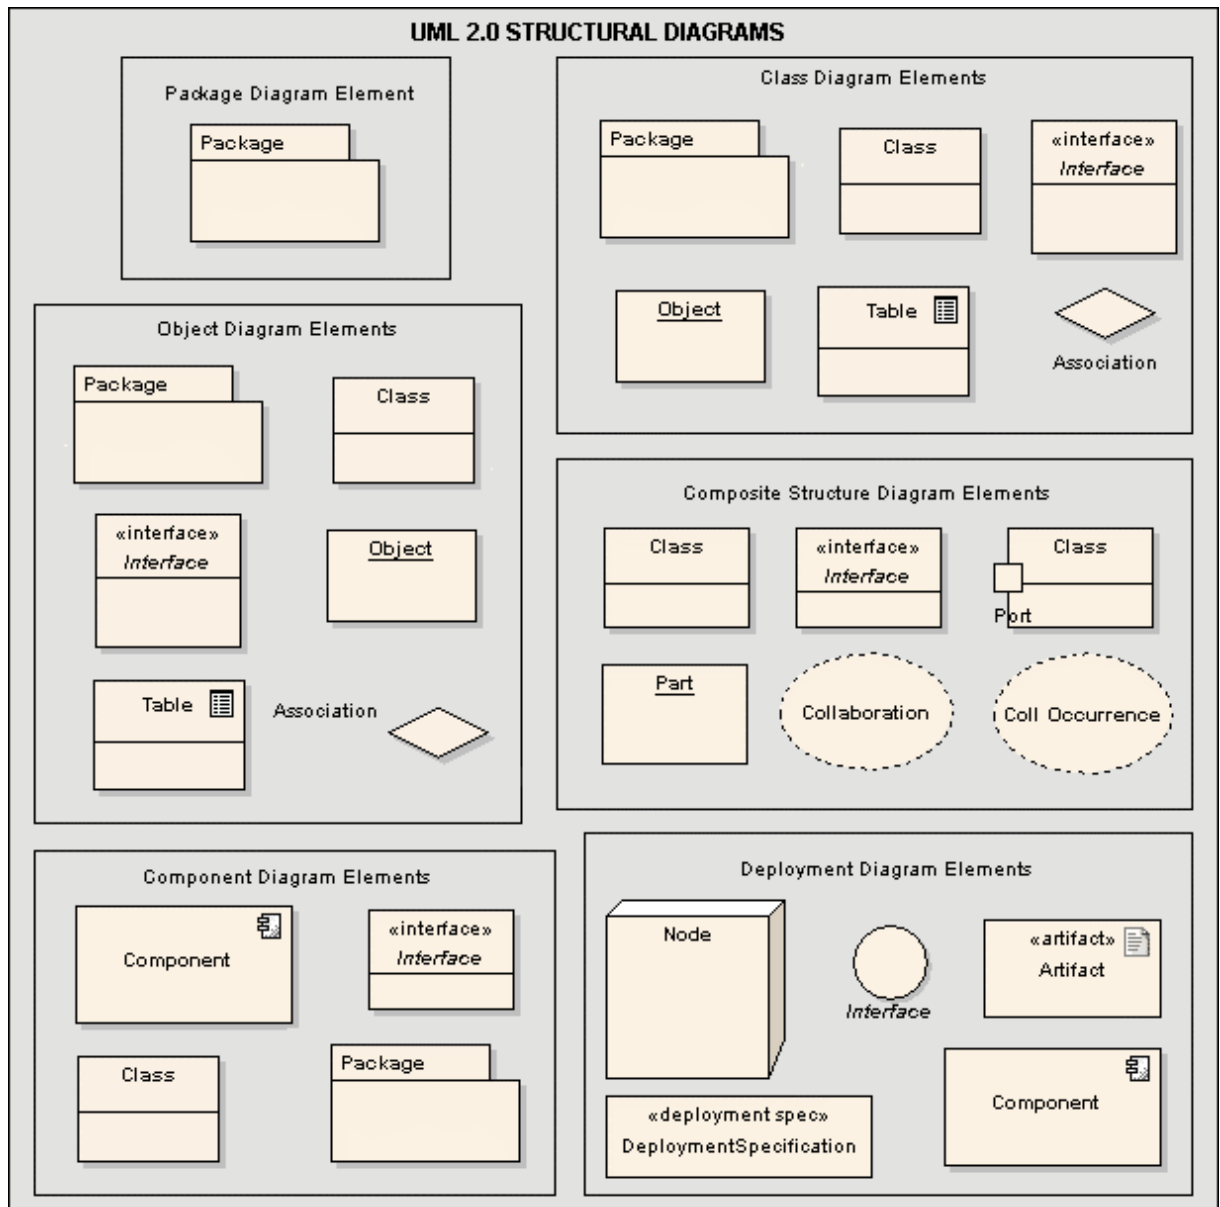 UML 2.0 STRUCTURAL DIAGRAMS
Package Diagram Element
Package
Class Diagram Elements
Package
Class
«interface»
Interface
Object
Table
Association
Object Diagram Elements
Package
Class
«interface»
Interface
Object
Table
Association
Composite Structure Diagram Elements
Class
«interface»
Interface
Class
Port
Part
Collaboration
Coll Occurrence
Component Diagram Elements
Component
«interface»
Interface
Class
Package
Deployment Diagram Elements
Node
Interface
«artifact»
Artifact
«deployment spec»
DeploymentSpecification
Component